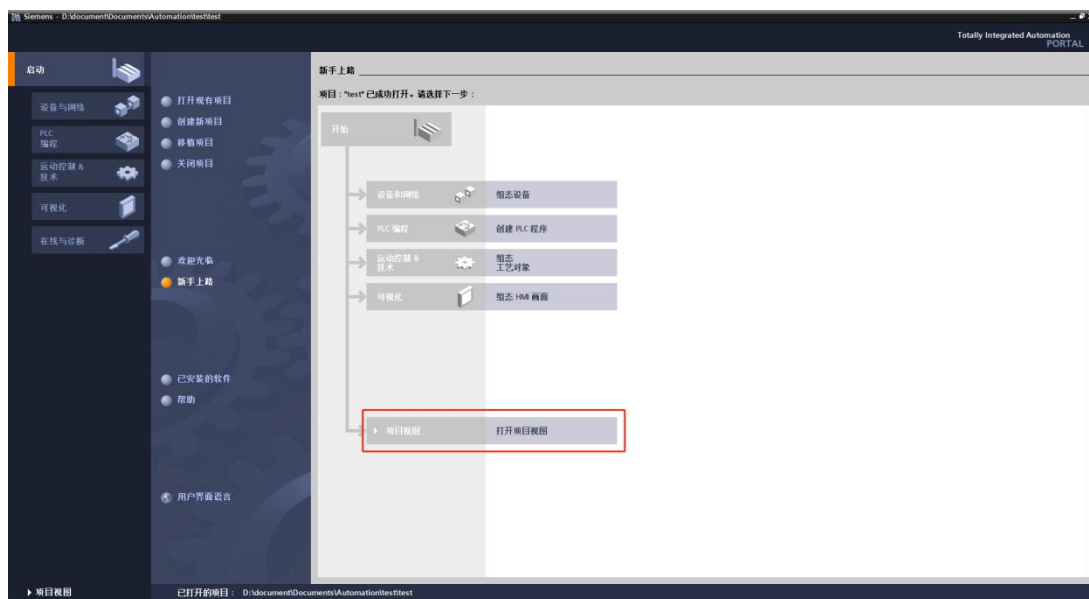 Siemens - D:\document\Documents\Automation\test\test
Totally Integrated Automation
PORTAL
启动
设备与网络
PLC
编程
运动控制 &
技术
可视化
在线与诊断
打开现有项目
创建新项目
移植项目
关闭项目
欢迎光临
新手上路
已安装的软件
帮助
用户界面语言
新手上路
项目："test" 已成功打开。请选择下一步：
开始
设备和网络
组态设备
PLC 编程
创建 PLC 程序
运动控制 &
技术
组态
工艺对象
可视化
组态 HMI 画面
项目视图
打开项目视图
项目视图
已打开的项目： D:\document\Documents\Automation\test\test